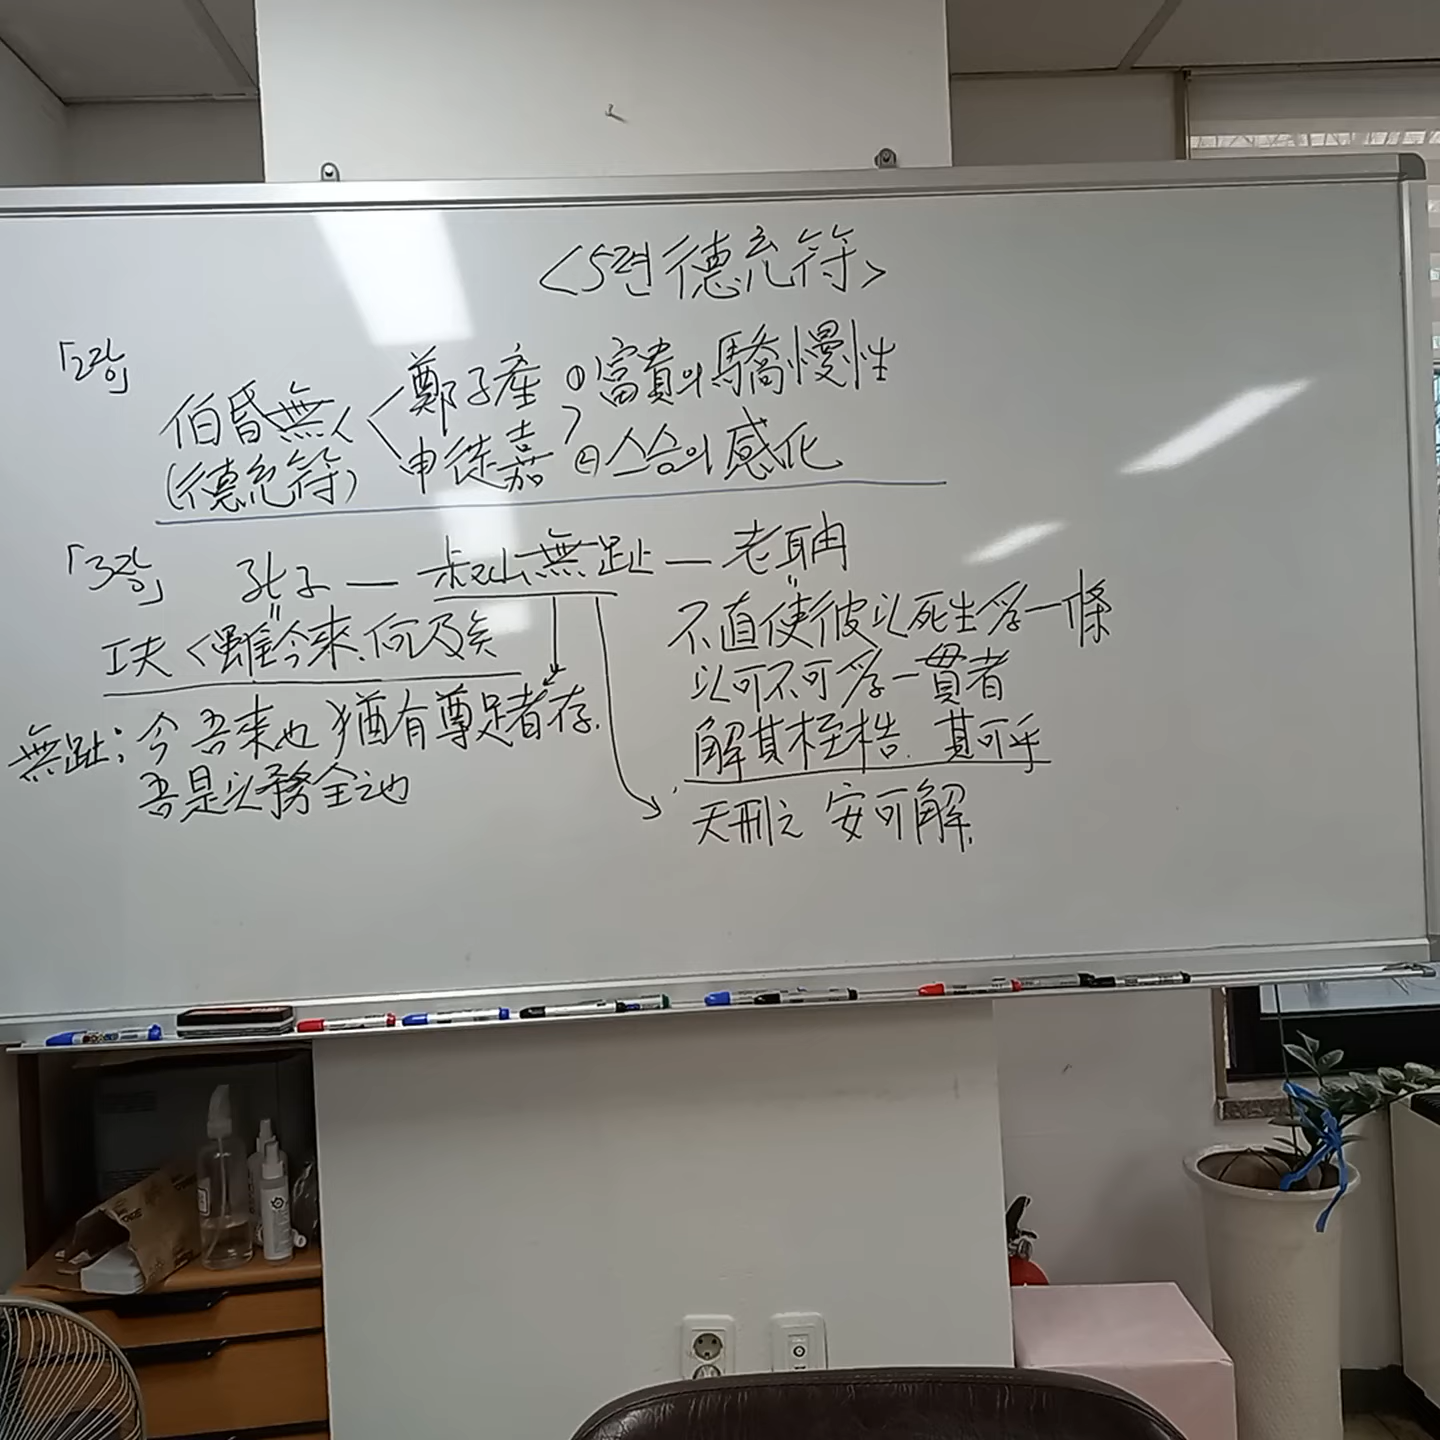 <5편 德充符>
「2장」
伯昏無人 < 鄭子産 ① 富貴의 驕慢性
(德充符) 申徒嘉 ② 스승의 感化
「3장」 孔子 — 叔山無趾 — 老聃
工夫 < 雖今來、何及矣
無趾; 今吾来也 猶有尊足者存.
吾是以務全之也
不直使彼以死生爲一條
以可不可爲一貫者
解其桎梏. 其可乎
天刑之 安可解.